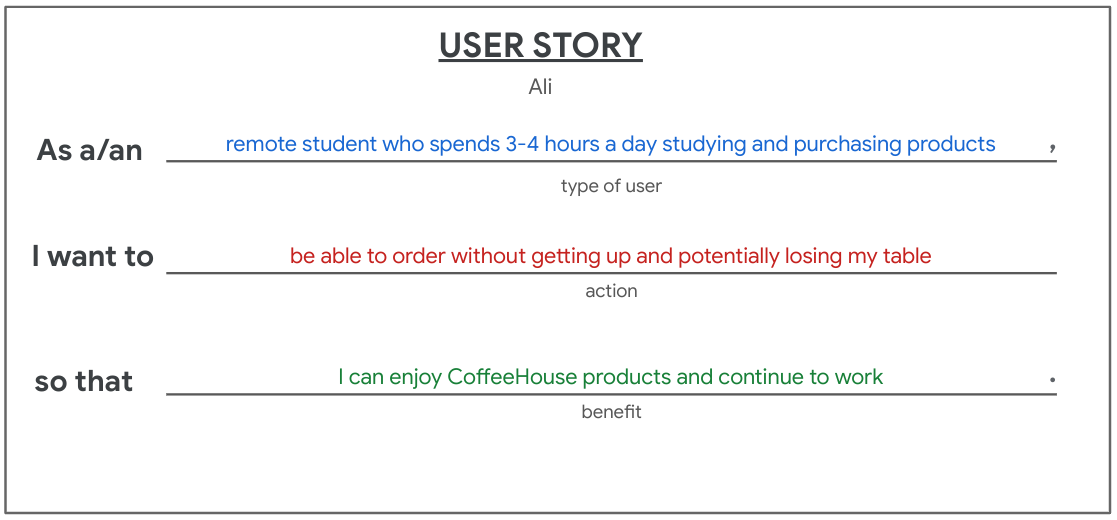 USER STORY
Ali
As a/an remote student who spends 3-4 hours a day studying and purchasing products ,
type of user
I want to be able to order without getting up and potentially losing my table
action
so that I can enjoy CoffeeHouse products and continue to work .
benefit